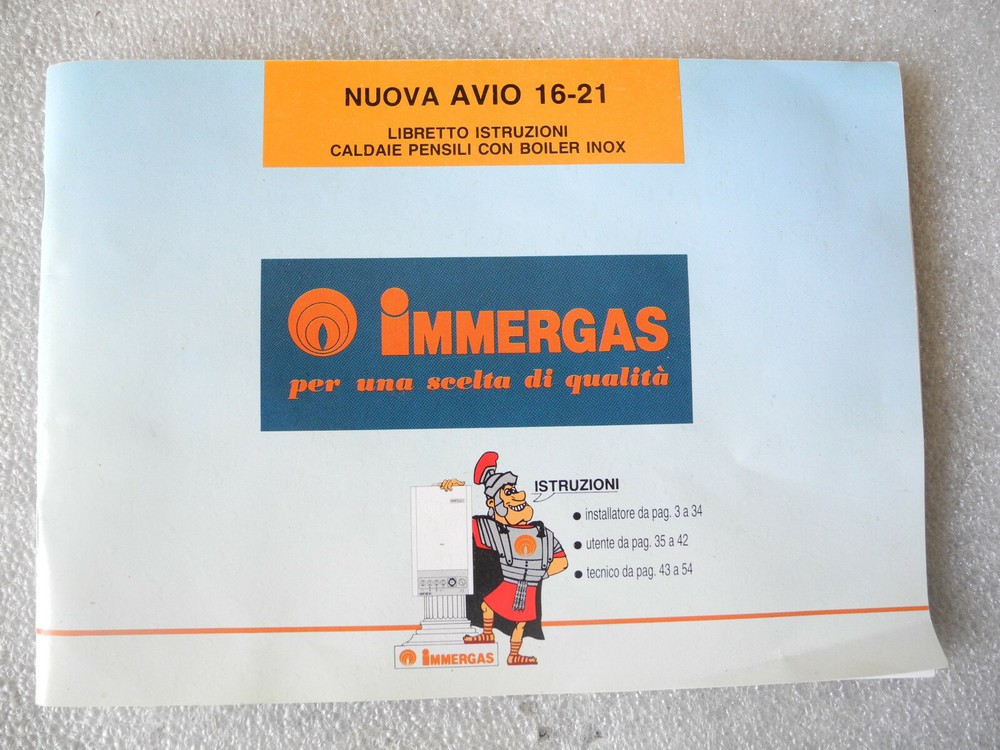 NUOVA AVIO 16-21
LIBRETTO ISTRUZIONI
CALDAIE PENSILI CON BOILER INOX
IMMERGAS
per una scelta di qualità
ISTRUZIONI
● installatore da pag. 3 a 34
● utente da pag. 35 a 42
● tecnico da pag. 43 a 54
IMMERGAS